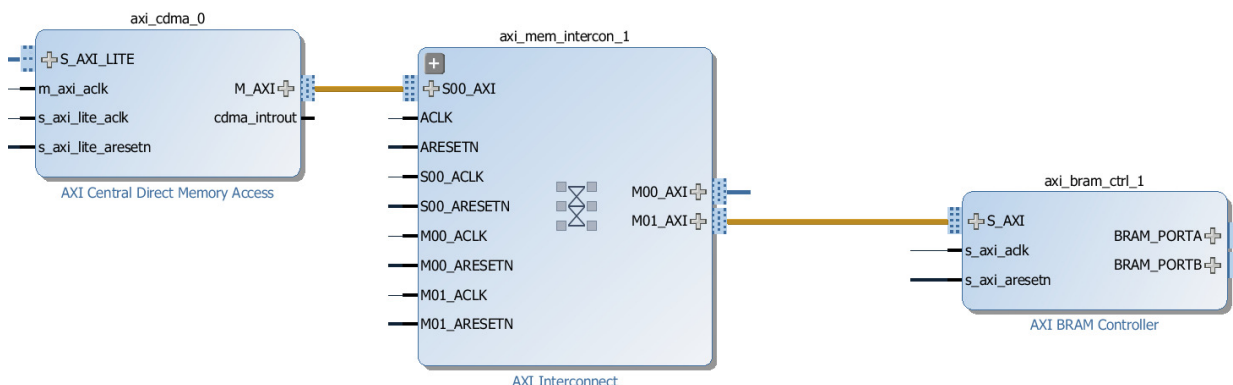 axi_cdma_0
S_AXI_LITE
m_axi_aclk
s_axi_lite_aclk
s_axi_lite_aresetn
M_AXI
cdma_introut
AXI Central Direct Memory Access
axi_mem_intercon_1
S00_AXI
ACLK
ARESETN
S00_ACLK
S00_ARESETN
M00_ACLK
M00_ARESETN
M01_ACLK
M01_ARESETN
M00_AXI
M01_AXI
AXI Interconnect
axi_bram_ctrl_1
S_AXI
s_axi_aclk
s_axi_aresetn
BRAM_PORTA
BRAM_PORTB
AXI BRAM Controller